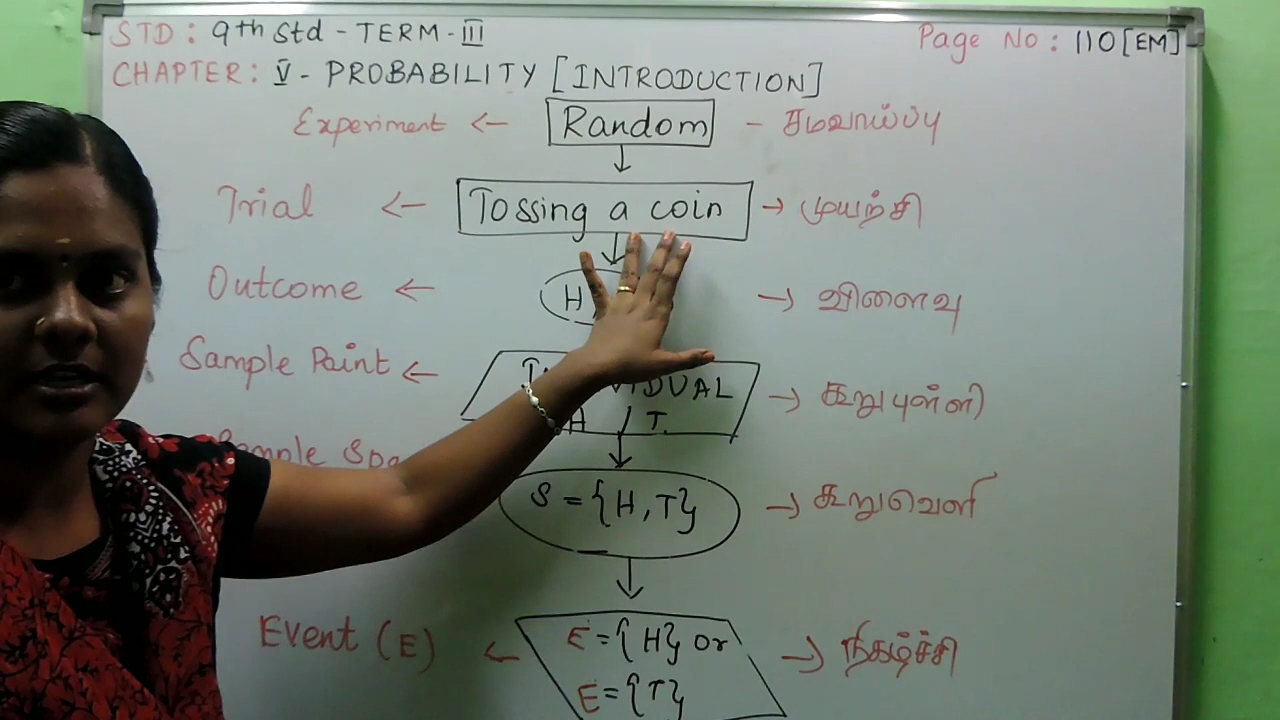 STD: 9th Std - TERM - III
Page No: 110 [EM]
CHAPTER: V - PROBABILITY [INTRODUCTION]
Experiment ← Random - சமவாய்ப்பு
Trial ← Tossing a coin → முயற்சி
Outcome ← H → விளைவு
Sample Point ← → கூறுபுள்ளி
H / T.
Sample
S = {H, T} → கூறுவெளி
Event (E) ← E = {H} or → நிகழ்ச்சி
E = {T}